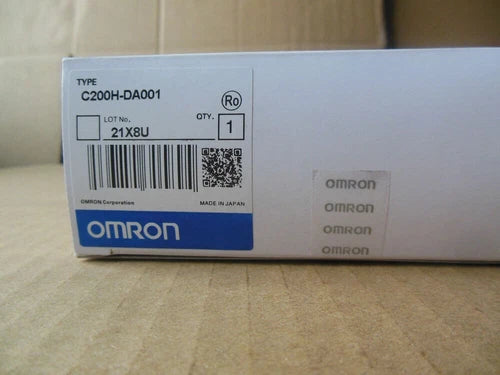 TYPE
C200H-DA001
Ro
LOT No.
QTY.
21X8U
1
OMRON Corporation
MADE IN JAPAN
OMRON
OMRON
OMRON
OMRON
OMRON